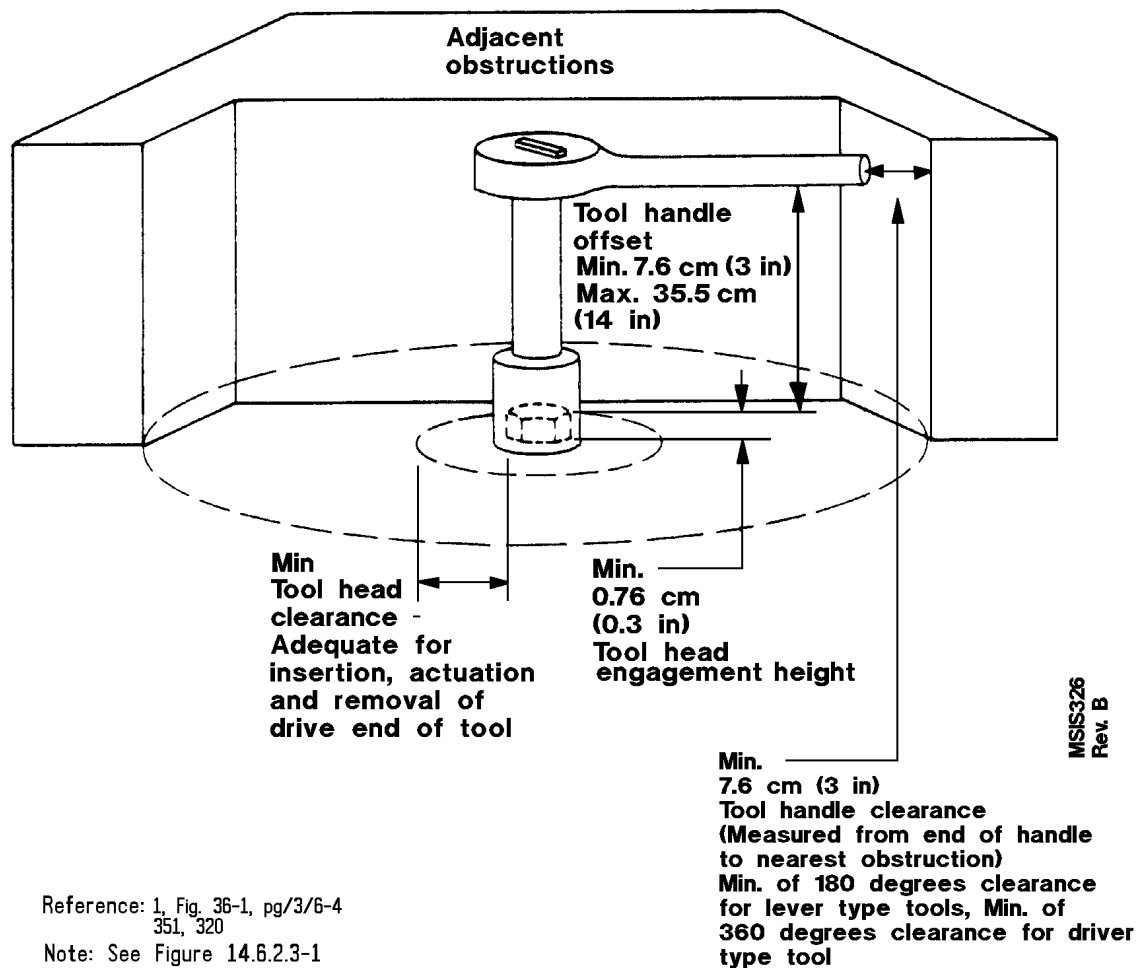 Adjacent
obstructions
Tool handle
offset
Min. 7.6 cm (3 in)
Max. 35.5 cm
(14 in)
Min
Tool head
clearance -
Adequate for
insertion, actuation
and removal of
drive end of tool
Min.
0.76 cm
(0.3 in)
Tool head
engagement height
Min.
7.6 cm (3 in)
Tool handle clearance
(Measured from end of handle
to nearest obstruction)
Min. of 180 degrees clearance
for lever type tools, Min. of
360 degrees clearance for driver
type tool
MSIS326
Rev. B
Reference: 1, Fig. 36-1, pg/3/6-4
351, 320
Note: See Figure 14.6.2.3-1